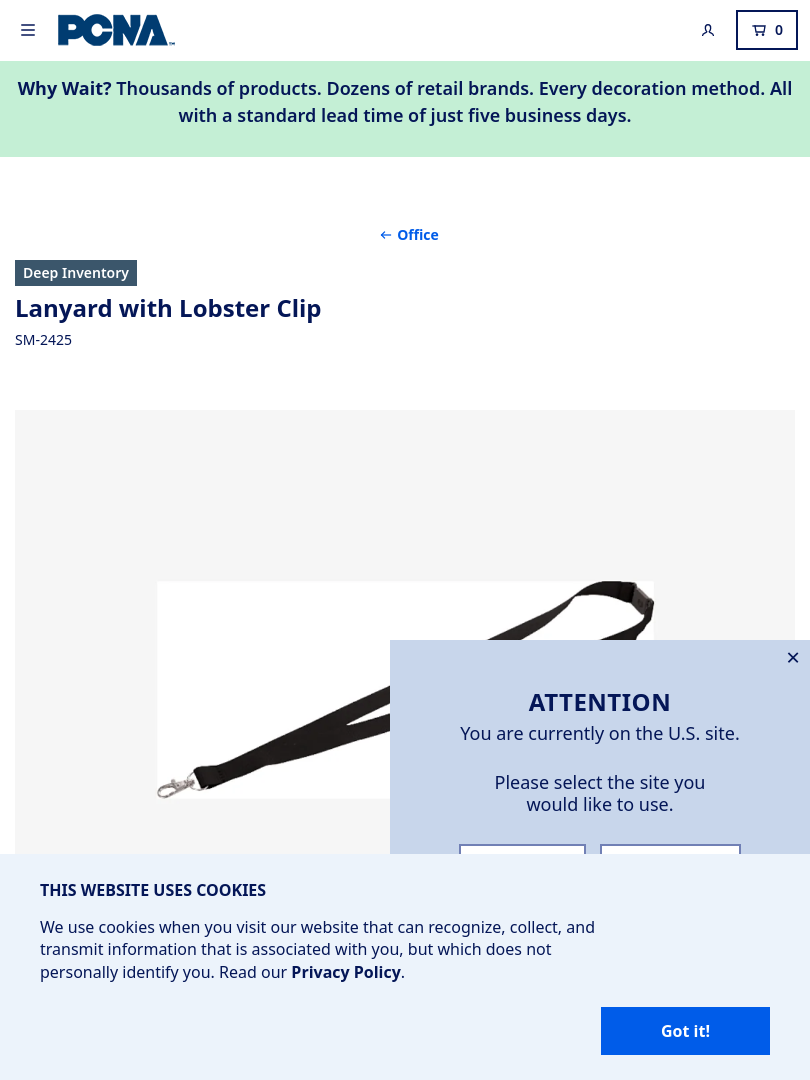 PCNA™
0
Why Wait? Thousands of products. Dozens of retail brands. Every decoration method. All
with a standard lead time of just five business days.
← Office
Deep Inventory
Lanyard with Lobster Clip
SM-2425
ATTENTION
You are currently on the U.S. site.
Please select the site you
would like to use.
THIS WEBSITE USES COOKIES
We use cookies when you visit our website that can recognize, collect, and
transmit information that is associated with you, but which does not
personally identify you. Read our Privacy Policy.
Got it!